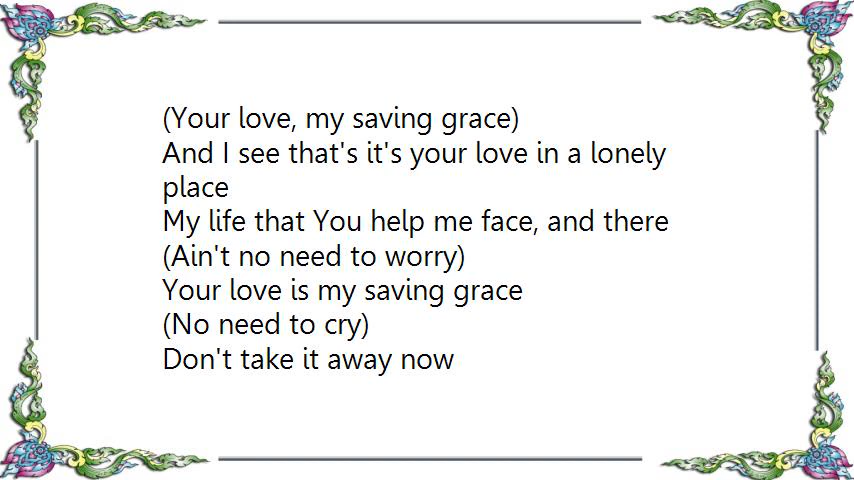 (Your love, my saving grace)
And I see that's it's your love in a lonely
place
My life that You help me face, and there
(Ain't no need to worry)
Your love is my saving grace
(No need to cry)
Don't take it away now